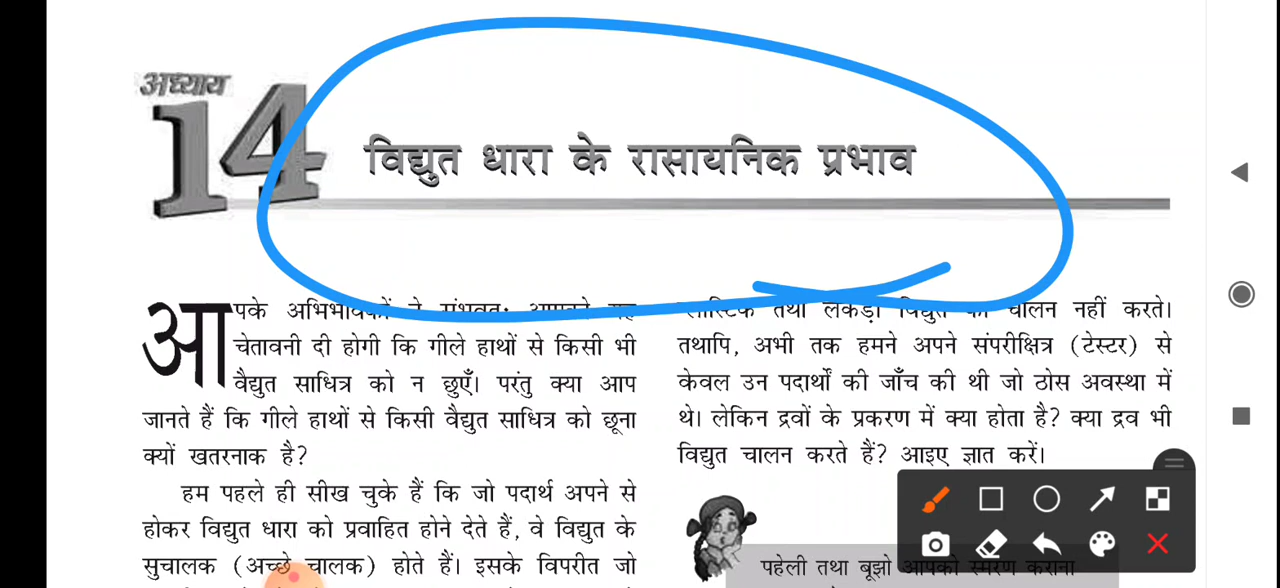 अध्याय
14
विद्युत धारा के रासायनिक प्रभाव
आपके अभिभावकों ने संभवतः आपको यह
चेतावनी दी होगी कि गीले हाथों से किसी भी
वैद्युत साधित्र को न छुएँ। परंतु क्या आप
जानते हैं कि गीले हाथों से किसी वैद्युत साधित्र को छूना
क्यों खतरनाक है?
हम पहले ही सीख चुके हैं कि जो पदार्थ अपने से
होकर विद्युत धारा को प्रवाहित होने देते हैं, वे विद्युत के
सुचालक (अच्छे चालक) होते हैं। इसके विपरीत जो
तथा लकड़ी विद्युत का चालन नहीं करते।
तथापि, अभी तक हमने अपने संपरीक्षित्र (टेस्टर) से
केवल उन पदार्थों की जाँच की थी जो ठोस अवस्था में
थे। लेकिन द्रवों के प्रकरण में क्या होता है? क्या द्रव भी
विद्युत चालन करते हैं? आइए ज्ञात करें।
पहेली तथा बूझो आपको स्मरण कराना